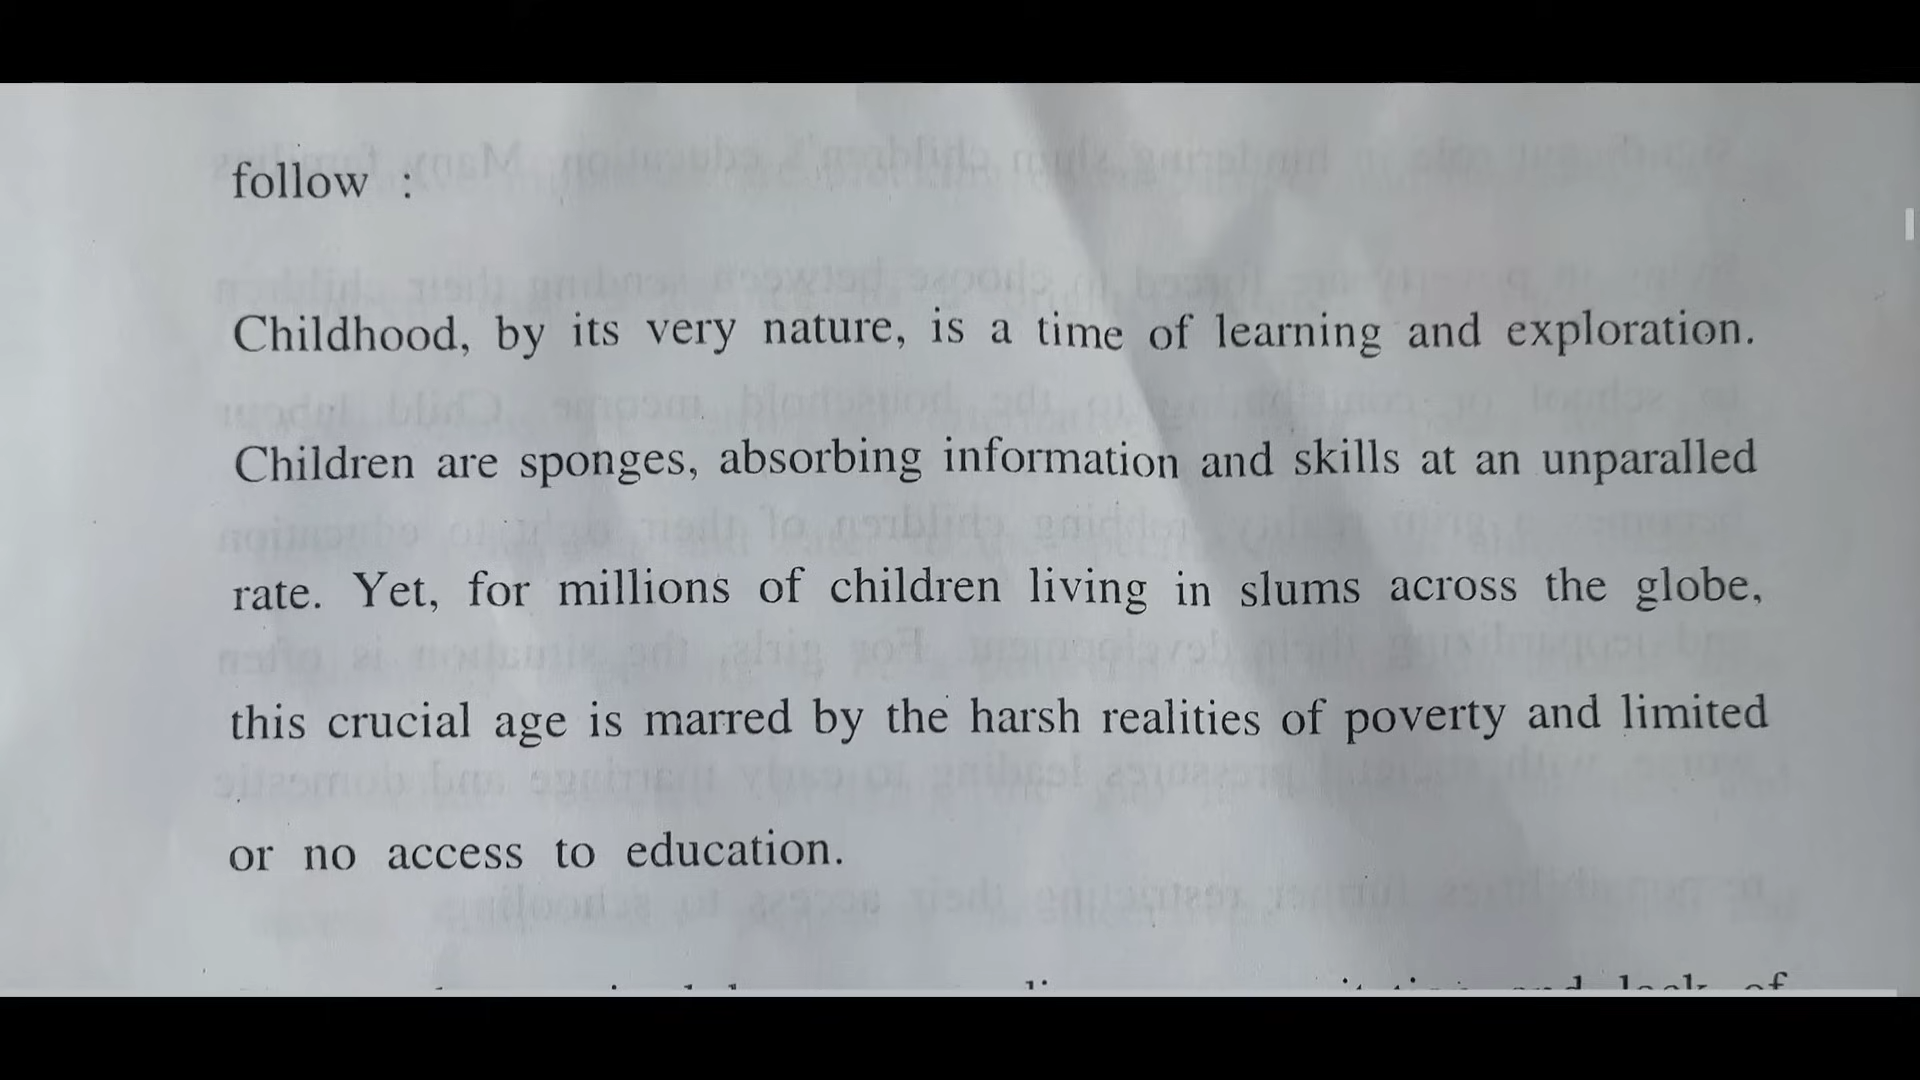 follow :
Childhood, by its very nature, is a time of learning and exploration.
Children are sponges, absorbing information and skills at an unparalled
rate. Yet, for millions of children living in slums across the globe,
this crucial age is marred by the harsh realities of poverty and limited
or no access to education.